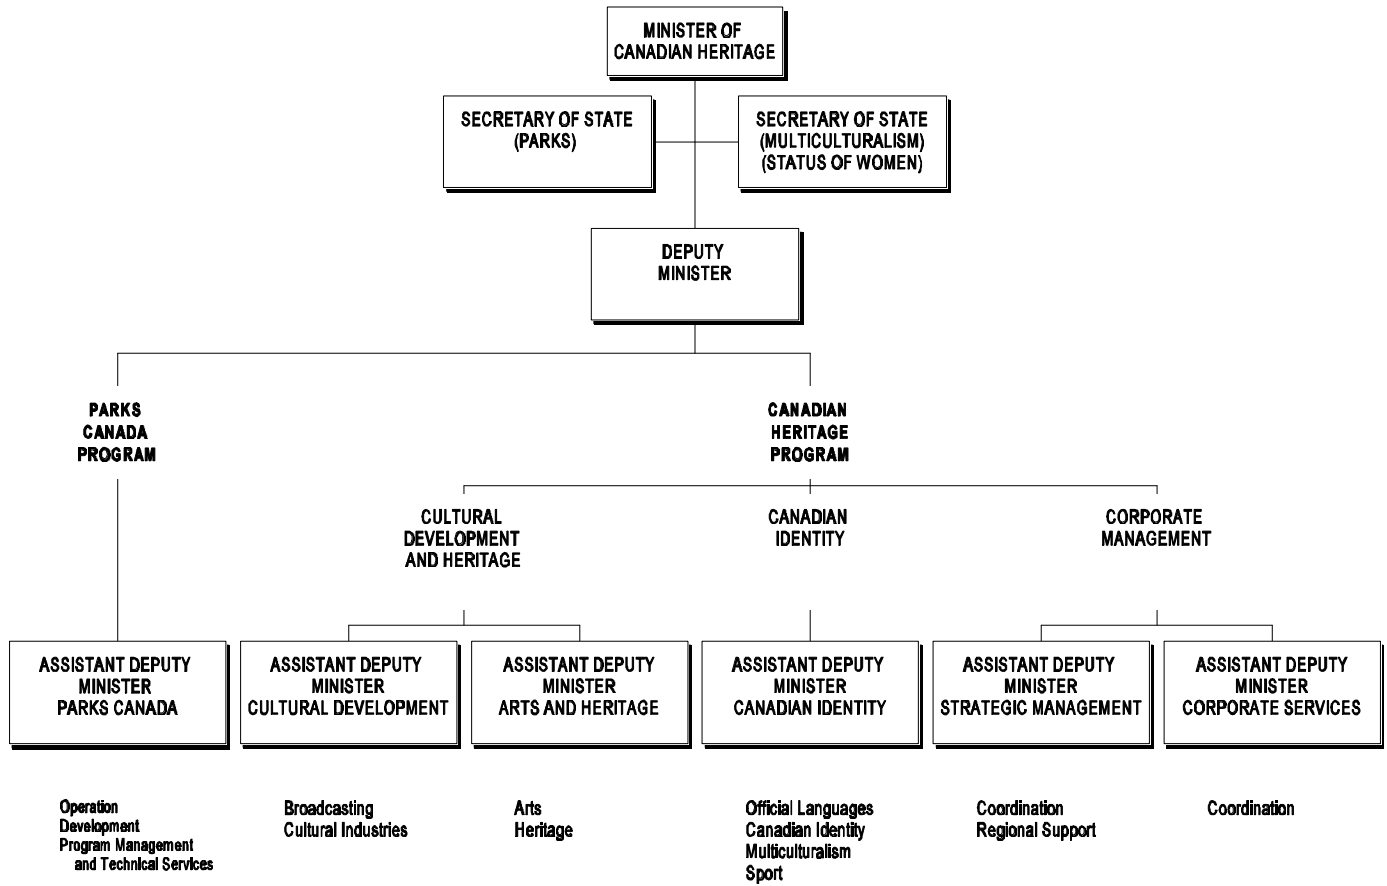 MINISTER OF
CANADIAN HERITAGE
SECRETARY OF STATE
(PARKS)
SECRETARY OF STATE
(MULTICULTURALISM)
(STATUS OF WOMEN)
DEPUTY
MINISTER
PARKS
CANADA
PROGRAM
CANADIAN
HERITAGE
PROGRAM
CULTURAL
DEVELOPMENT
AND HERITAGE
CANADIAN
IDENTITY
CORPORATE
MANAGEMENT
ASSISTANT DEPUTY
MINISTER
PARKS CANADA
ASSISTANT DEPUTY
MINISTER
CULTURAL DEVELOPMENT
ASSISTANT DEPUTY
MINISTER
ARTS AND HERITAGE
ASSISTANT DEPUTY
MINISTER
CANADIAN IDENTITY
ASSISTANT DEPUTY
MINISTER
STRATEGIC MANAGEMENT
ASSISTANT DEPUTY
MINISTER
CORPORATE SERVICES
Operation
Development
Program Management
and Technical Services
Broadcasting
Cultural Industries
Arts
Heritage
Official Languages
Canadian Identity
Multiculturalism
Sport
Coordination
Regional Support
Coordination